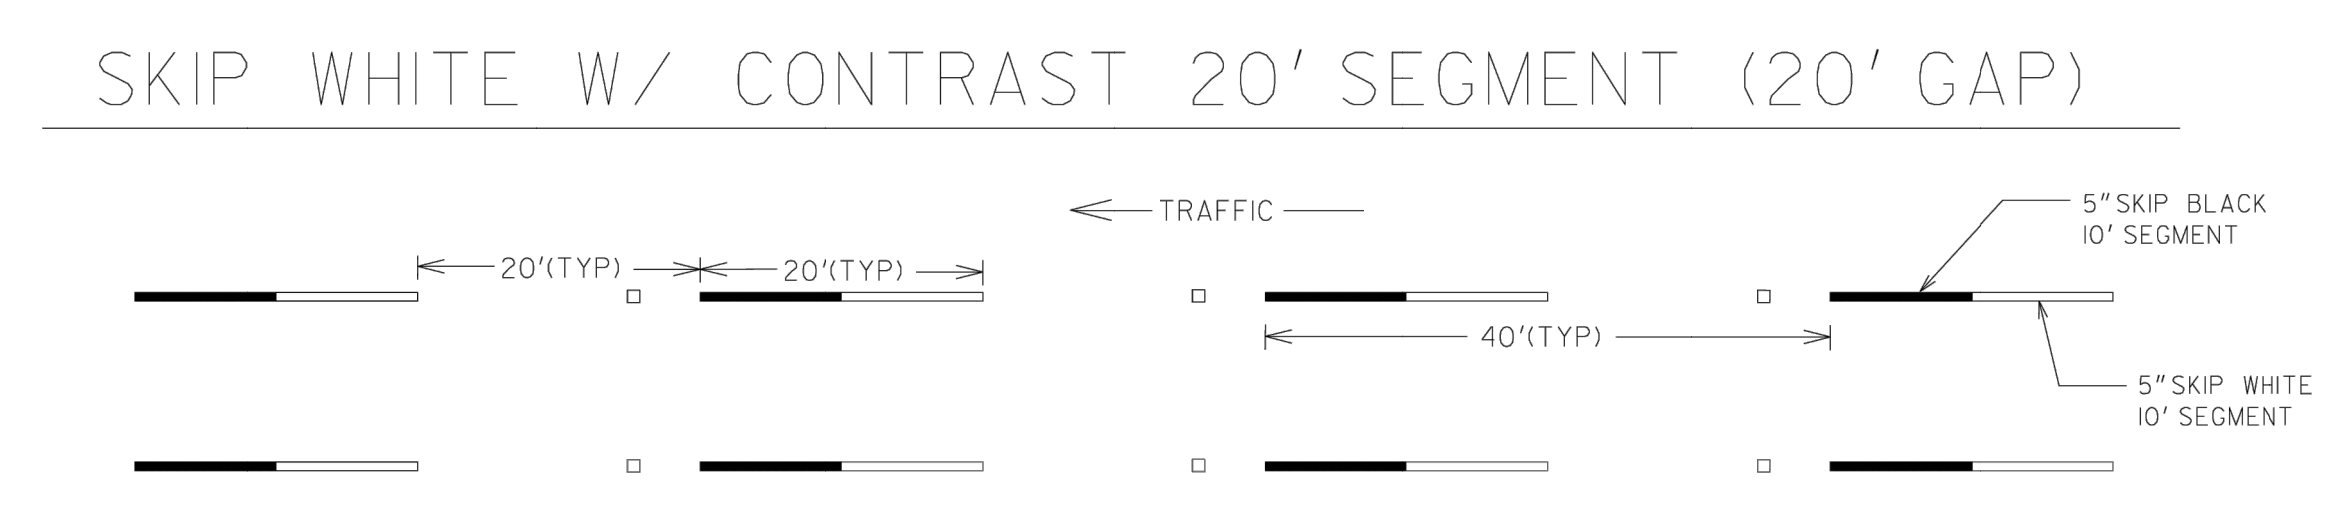 SKIP WHITE W/ CONTRAST 20' SEGMENT (20' GAP)
TRAFFIC
5" SKIP BLACK
10' SEGMENT
20'(TYP)
20'(TYP)
40'(TYP)
5" SKIP WHITE
10' SEGMENT